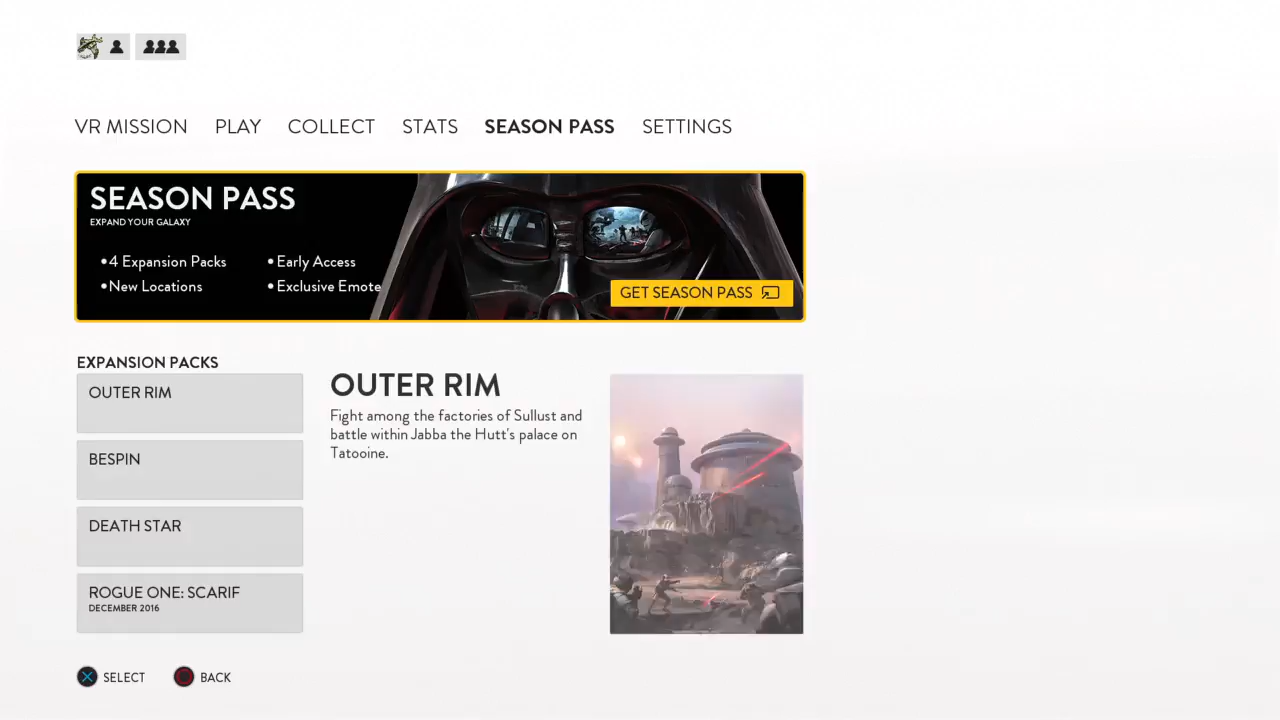 VR MISSION PLAY COLLECT STATS SEASON PASS SETTINGS
SEASON PASS
EXPAND YOUR GALAXY
•4 Expansion Packs
•Early Access
•New Locations
•Exclusive Emote
GET SEASON PASS
EXPANSION PACKS
OUTER RIM
BESPIN
DEATH STAR
ROGUE ONE: SCARIF
DECEMBER 2016
OUTER RIM
Fight among the factories of Sullust and
battle within Jabba the Hutt's palace on
Tatooine.
SELECT BACK